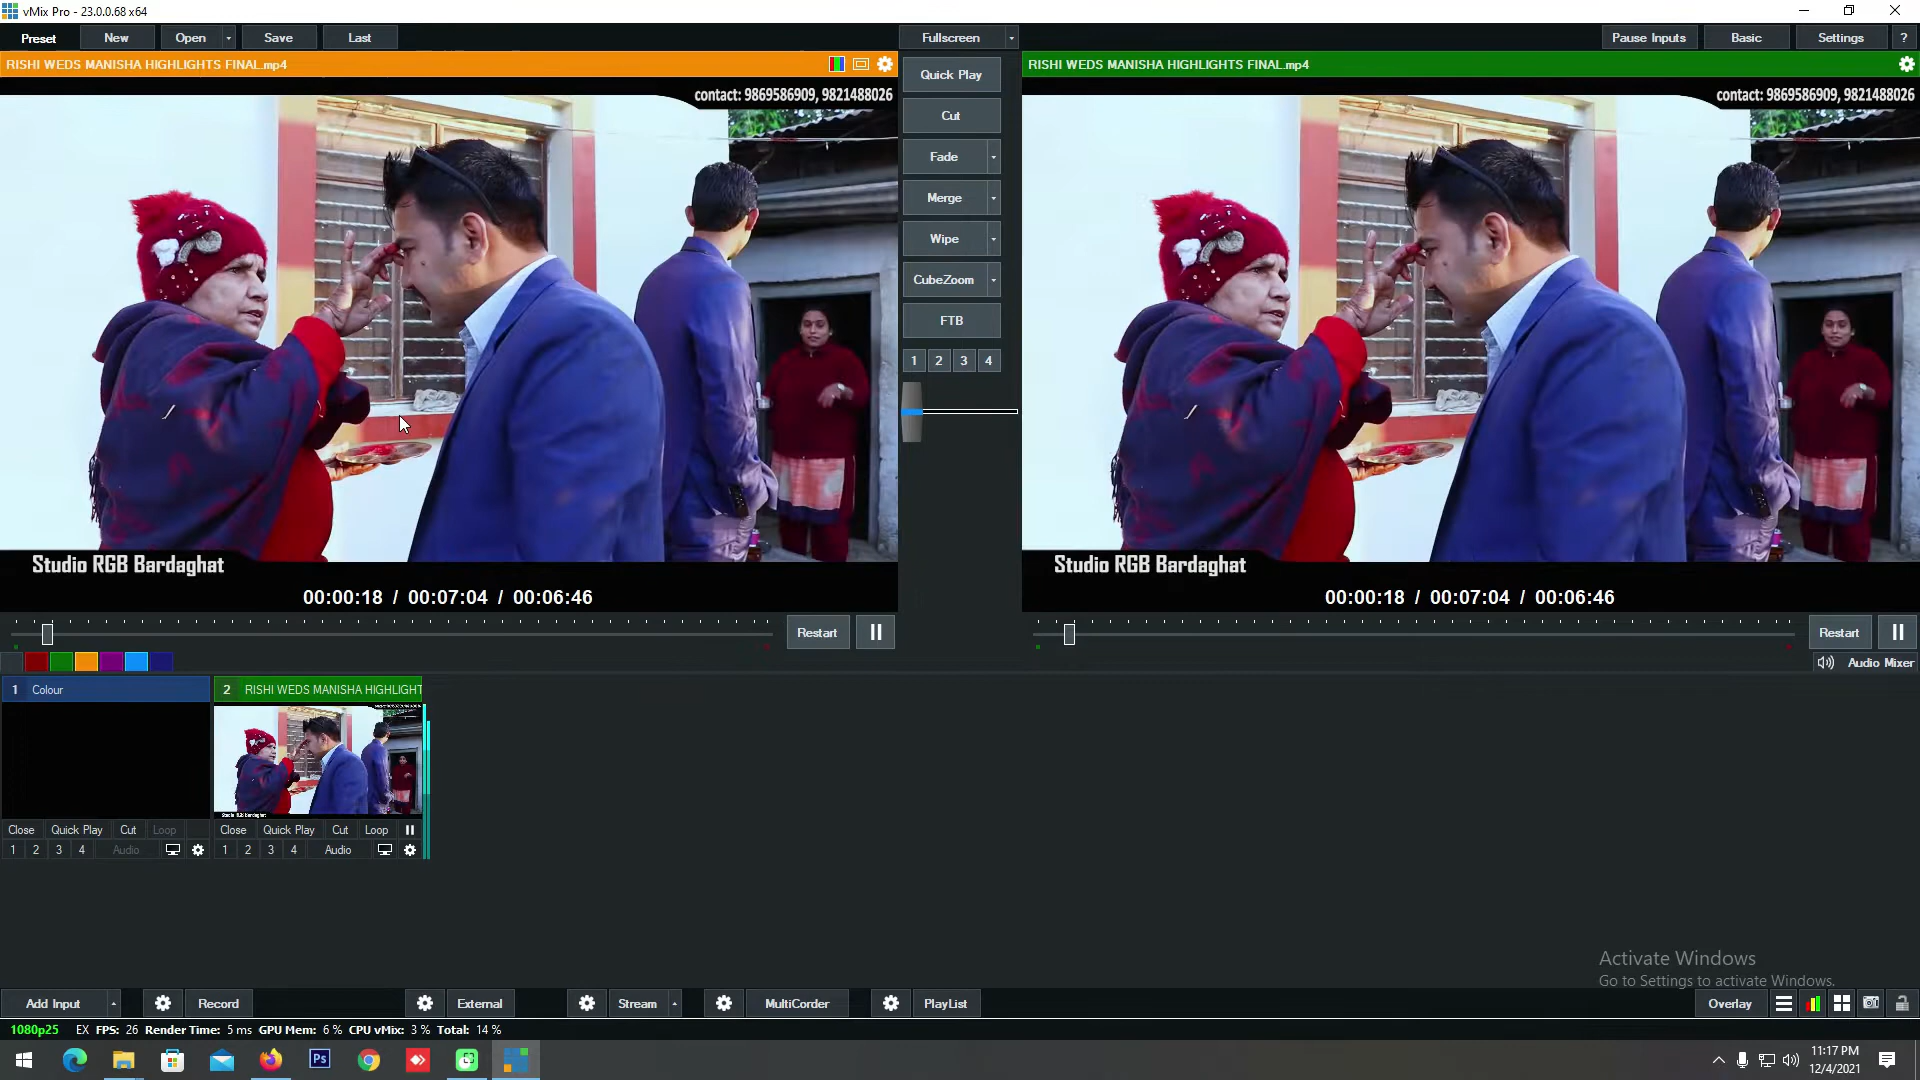 vMix Pro - 23.0.0.68 x64
Preset
New
Open
Save
Last
Fullscreen
Pause Inputs
Basic
Settings
?
RISHI WEDS MANISHA HIGHLIGHTS FINAL.mp4
RISHI WEDS MANISHA HIGHLIGHTS FINAL.mp4
contact: 9869586909, 9821488026
contact: 9869586909, 9821488026
Quick Play
Cut
Fade
Merge
Wipe
CubeZoom
FTB
1 2 3 4
Studio RGB Bardaghat
Studio RGB Bardaghat
00:00:18 / 00:07:04 / 00:06:46
00:00:18 / 00:07:04 / 00:06:46
Restart
Restart
Audio Mixer
1 Colour
2 RISHI WEDS MANISHA HIGHLIGHT
Studio RGB Bardaghat
Close Quick Play Cut Loop
Close Quick Play Cut Loop
1 2 3 4 Audio
1 2 3 4 Audio
Activate Windows
Go to Settings to activate Windows.
Add Input
Record
External
Stream
MultiCorder
PlayList
Overlay
1080p25 EX FPS: 26 Render Time: 5 ms GPU Mem: 6 % CPU vMix: 3 % Total: 14 %
Ps
11:17 PM
12/4/2021